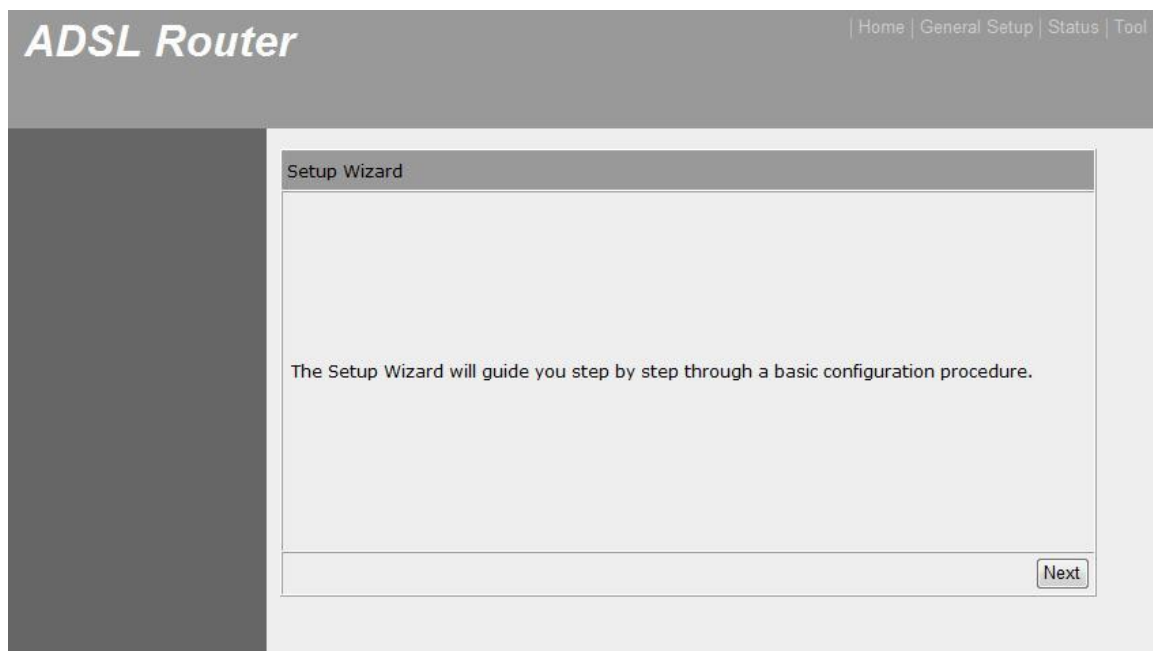 ADSL Router
| Home | General Setup | Status | Tool
Setup Wizard
The Setup Wizard will guide you step by step through a basic configuration procedure.
Next